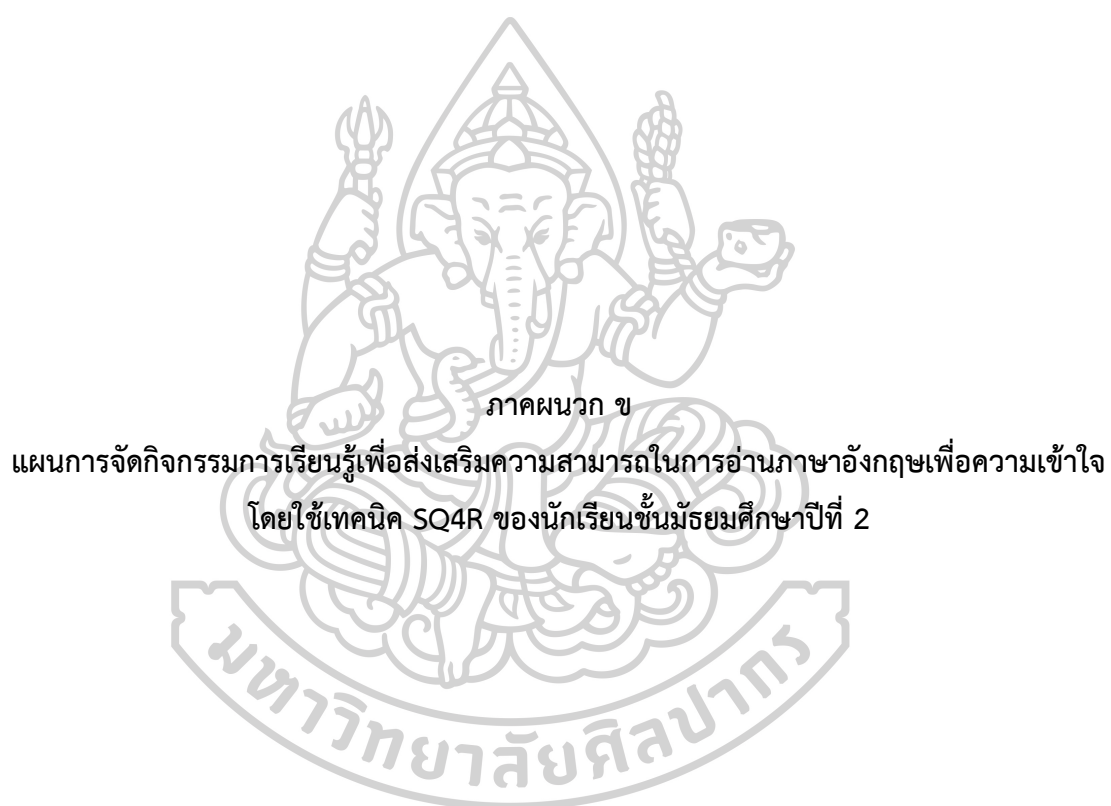 ภาคผนวก ข
แผนการจัดกิจกรรมการเรียนรู้เพื่อส่งเสริมความสามารถในการอ่านภาษาอังกฤษเพื่อความเข้าใจ
โดยใช้เทคนิค SQ4R ของนักเรียนชั้นมัธยมศึกษาปีที่ 2
มหาวิทยาลัยศิลปากร